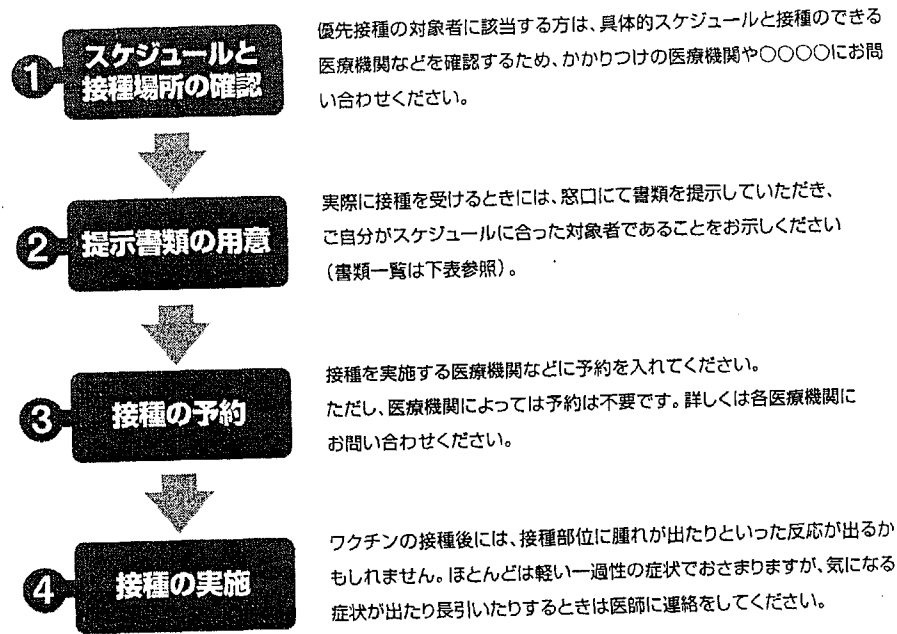 1
スケジュールと
接種場所の確認
優先接種の対象者に該当する方は、具体的スケジュールと接種のできる
医療機関などを確認するため、かかりつけの医療機関や〇〇〇〇にお問
い合わせください。
2
提示書類の用意
実際に接種を受けるときには、窓口にて書類を提示していただき、
ご自分がスケジュールに合った対象者であることをお示しください
（書類一覧は下表参照）。
3
接種の予約
接種を実施する医療機関などに予約を入れてください。
ただし、医療機関によっては予約は不要です。詳しくは各医療機関に
お問い合わせください。
4
接種の実施
ワクチンの接種後には、接種部位に腫れが出たりといった反応が出るか
もしれません。ほとんどは軽い一過性の症状でおさまりますが、気になる
症状が出たり長引いたりするときは医師に連絡をしてください。